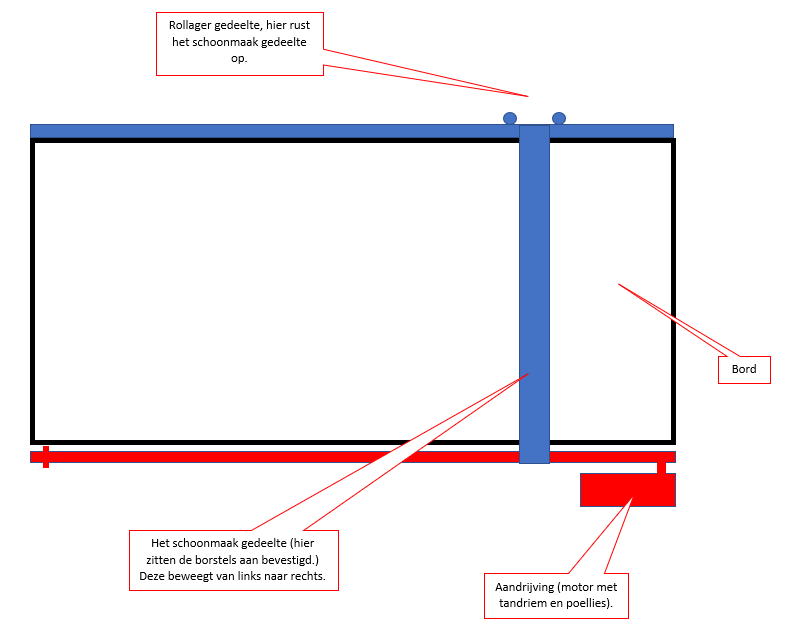 Rollager gedeelte, hier rust
het schoonmaak gedeelte
op.
Bord
Het schoonmaak gedeelte (hier
zitten de borstels aan bevestigd.)
Deze beweegt van links naar rechts.
Aandrijving (motor met
tandriem en poellies).